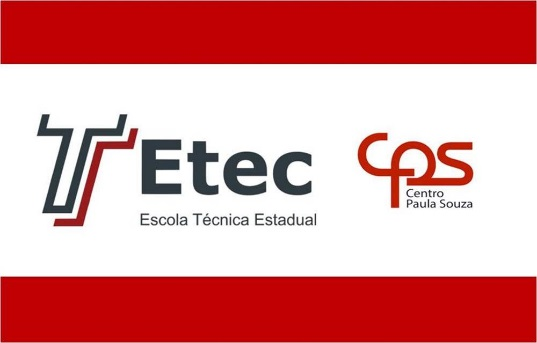 Etec
Escola Técnica Estadual
cps
Centro
Paula Souza